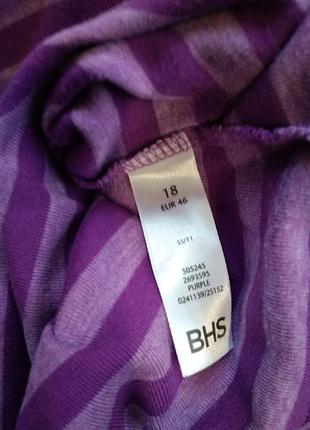 18
EUR 46
SS/11
505245
2693595
PURPLE
0241139/25152
BHS